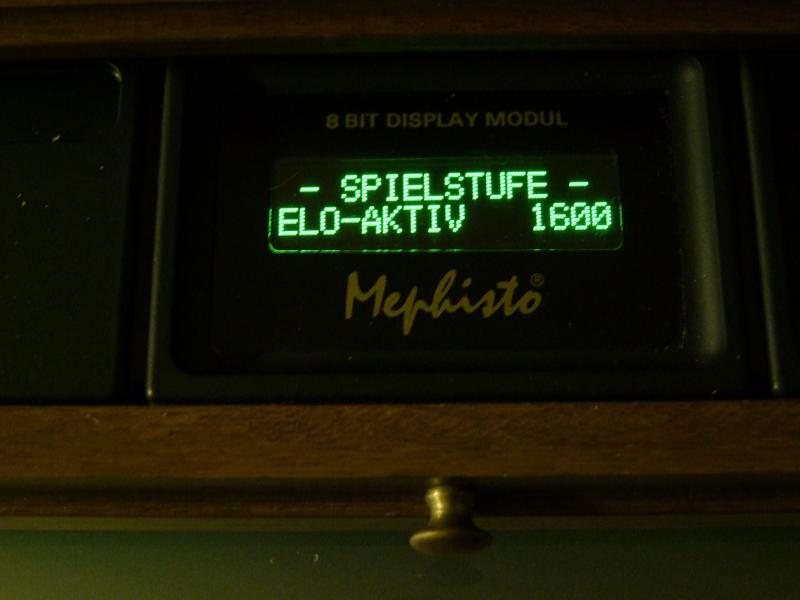 8 BIT DISPLAY MODUL
- SPIELSTUFE -
ELO-AKTIV 1600
Mephisto®